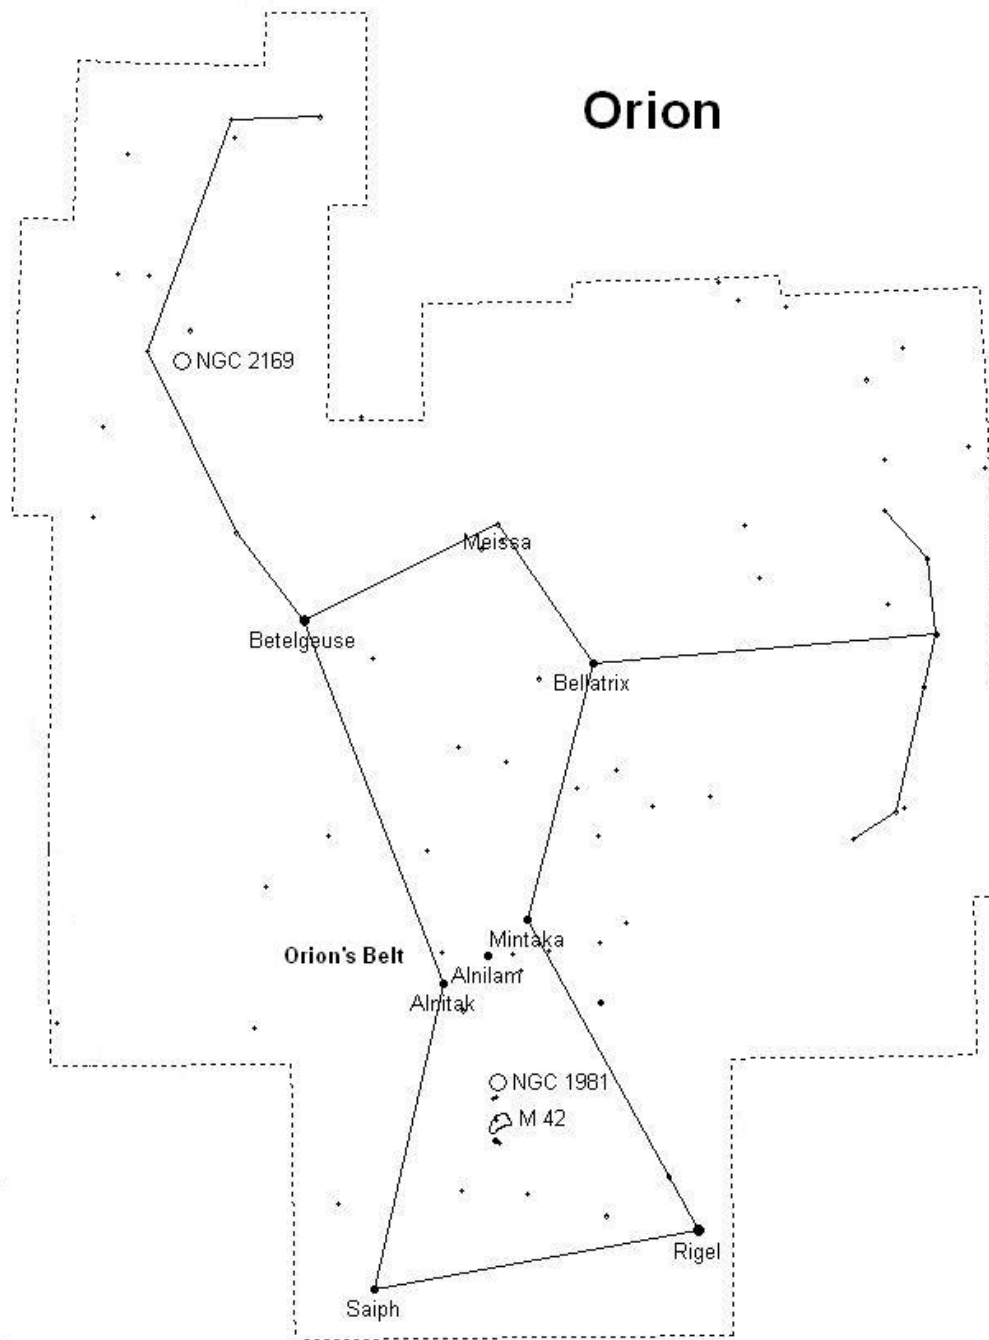 Orion
NGC 2169
Meissa
Betelgeuse
Bellatrix
Mintaka
Orion's Belt
Alnilam
Alnitak
NGC 1981
M 42
Rigel
Saiph